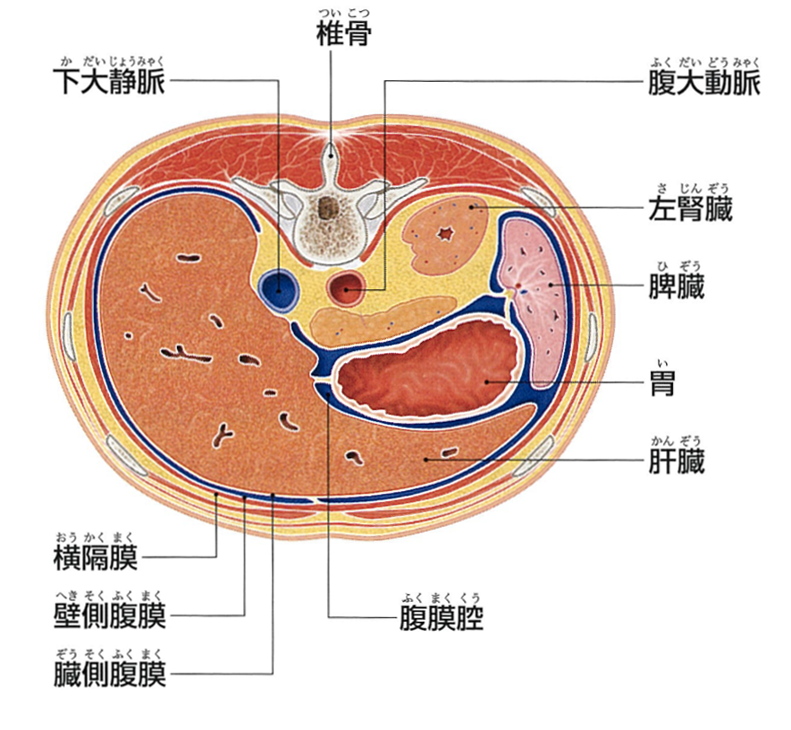 つい こつ
椎骨
か だい じょうみゃく
下大静脈
ふく だい どう みゃく
腹大動脈
さ じん ぞう
左腎臓
ひ ぞう
脾臓
い
胃
かん ぞう
肝臓
おう かく まく
横隔膜
へき そく ふく まく
壁側腹膜
ふく まく くう
腹膜腔
ぞう そく ふく まく
臓側腹膜